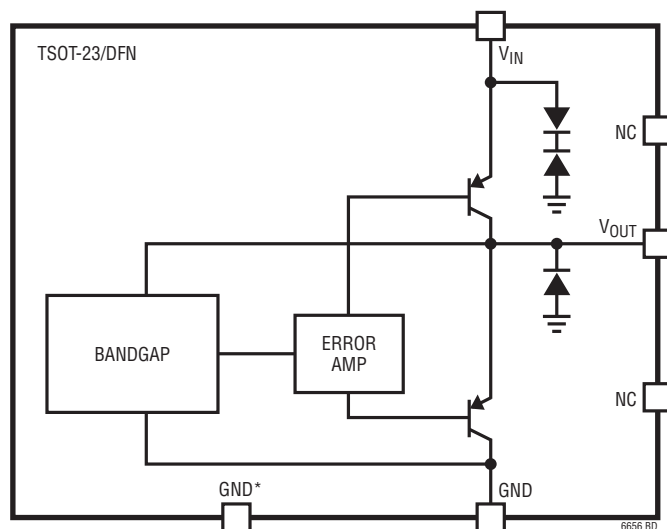 TSOT-23/DFN
VIN
NC
VOUT
BANDGAP
ERROR
AMP
NC
GND*
GND
6656 BD